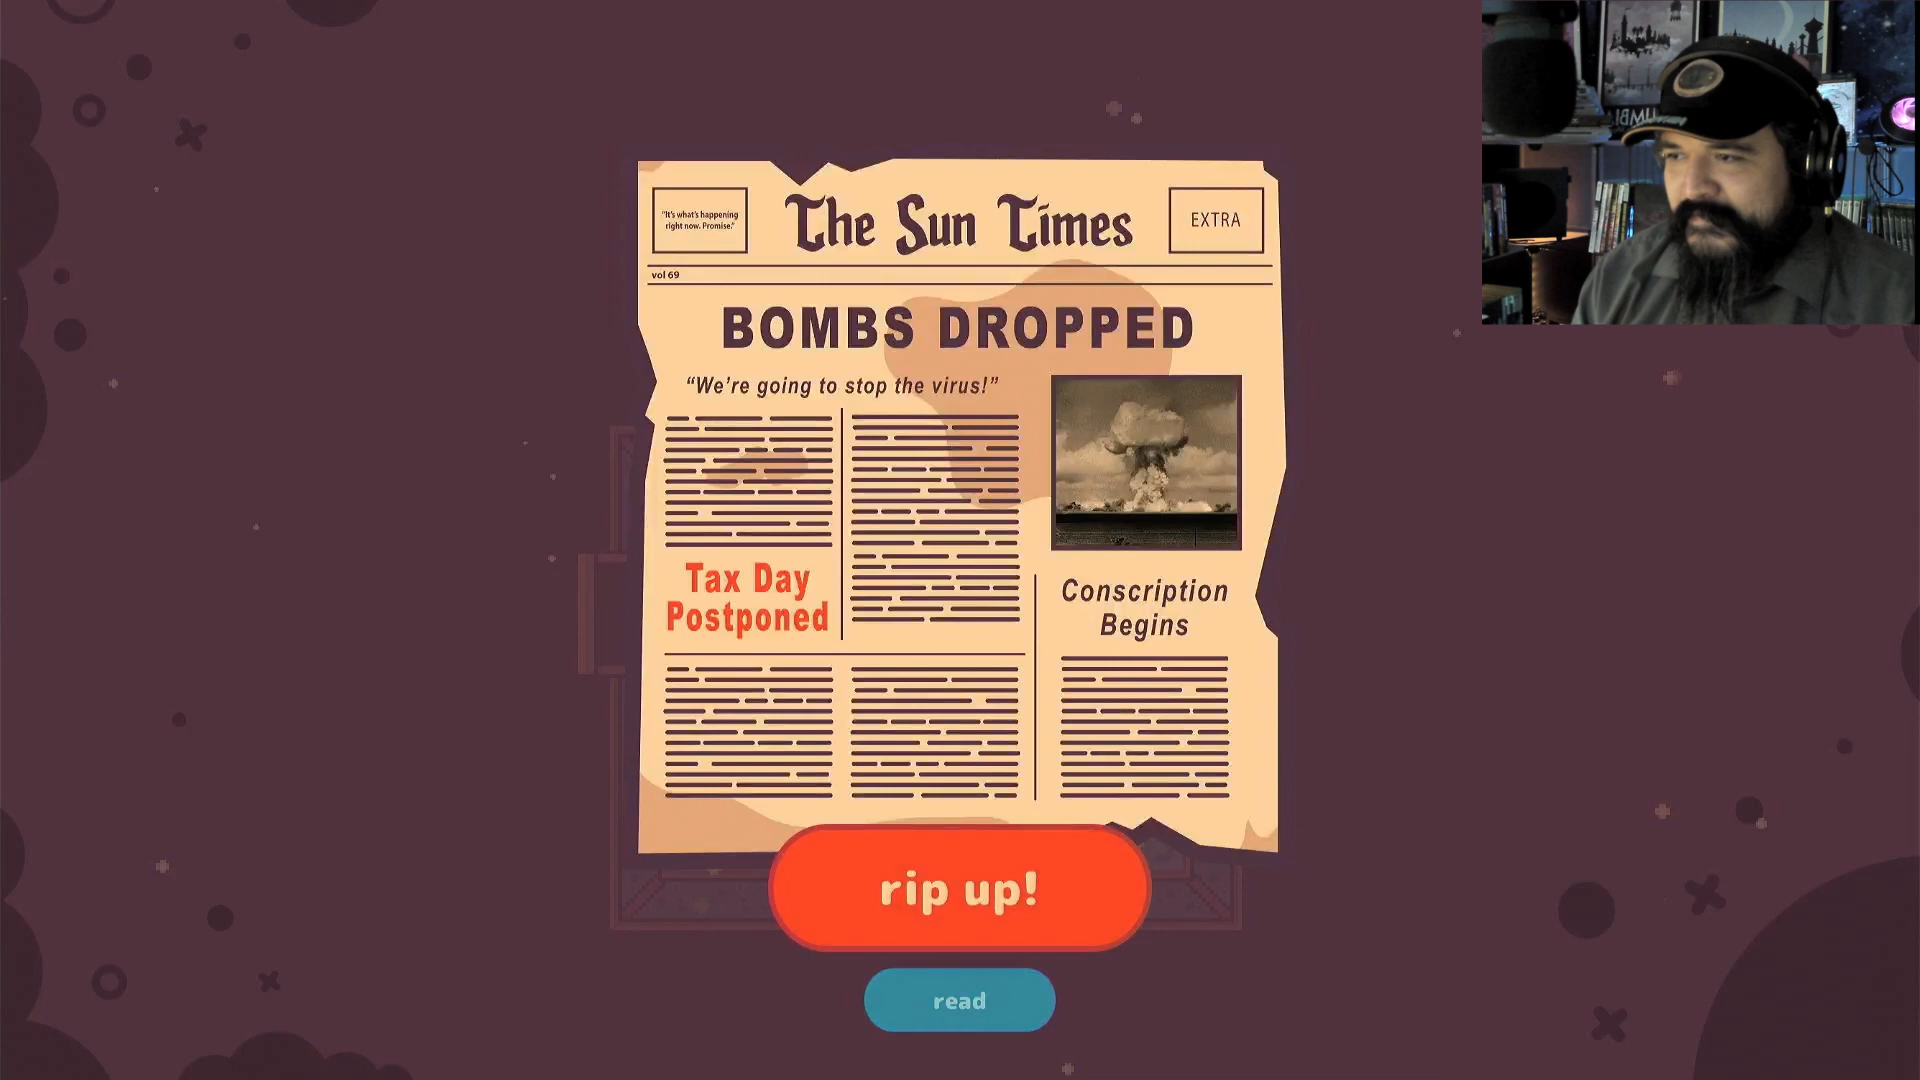 "It's what's happening
right now. Promise."
The Sun Times
EXTRA
vol 69
BOMBS DROPPED
"We're going to stop the virus!"
Tax Day
Postponed
Conscription
Begins
rip up!
read